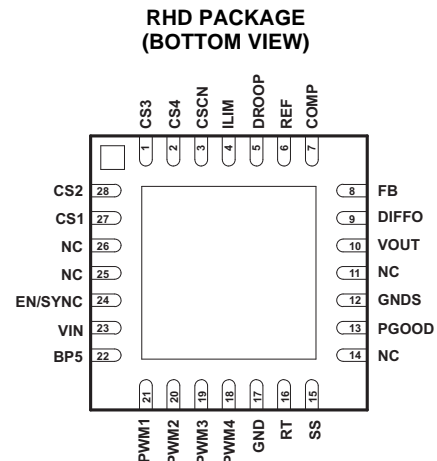 RHD PACKAGE
(BOTTOM VIEW)
CS3
CS4
CSCN
ILIM
DROOP
REF
COMP
1
2
3
4
5
6
7
CS2 28
CS1 27
NC 26
NC 25
EN/SYNC 24
VIN 23
BP5 22
8 FB
9 DIFFO
10 VOUT
11 NC
12 GNDS
13 PGOOD
14 NC
21
20
19
18
17
16
15
PWM1
PWM2
PWM3
PWM4
GND
RT
SS